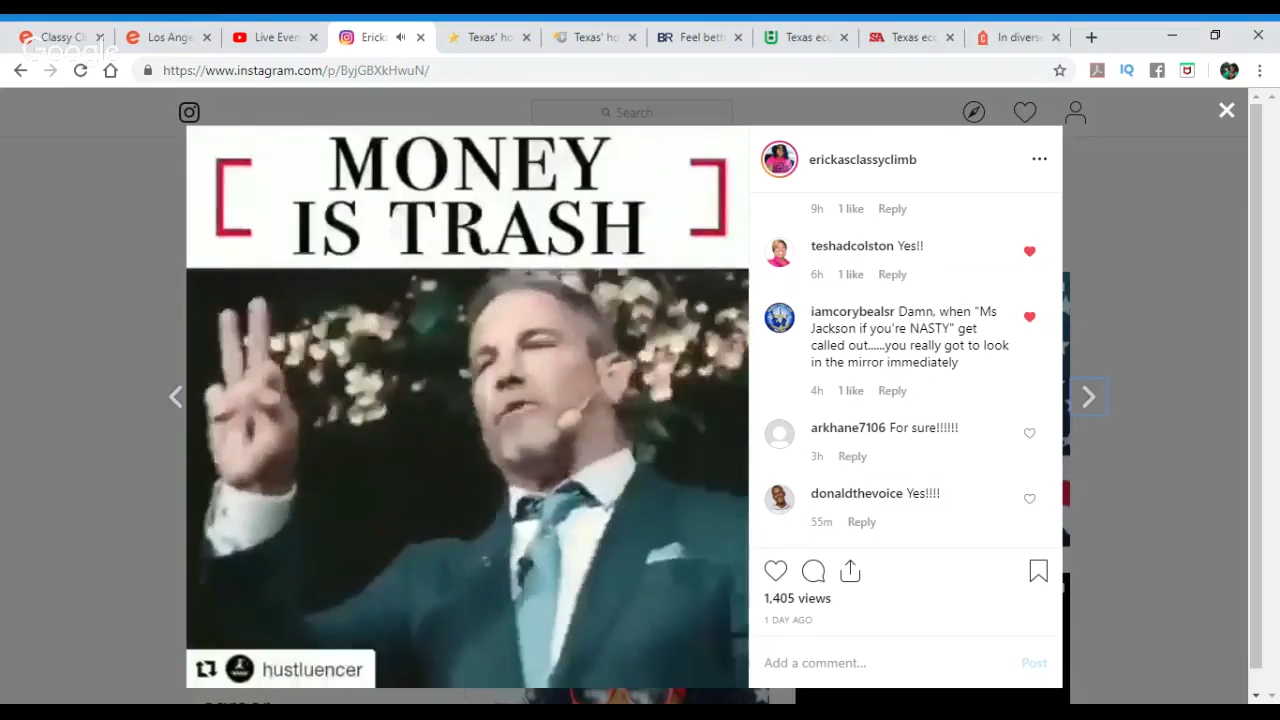 Classy Cl
Los Ange
Live Even
Erick
Texas' ho
Texas' ho
Feel bett
Texas ec
Texas ec
In divers
Google
https://www.instagram.com/p/ByjGBXkHwuN/
Search
MONEY
IS TRASH
hustluencer
erickasclassyclimb
9h 1 like Reply
teshadcolston Yes!!
6h 1 like Reply
iamcorybealsr Damn, when "Ms
Jackson if you're NASTY" get
called out......you really got to look
in the mirror immediately
4h 1 like Reply
arkhane7106 For sure!!!!!!
3h Reply
donaldthevoice Yes!!!!
55m Reply
1,405 views
1 DAY AGO
Add a comment... Post